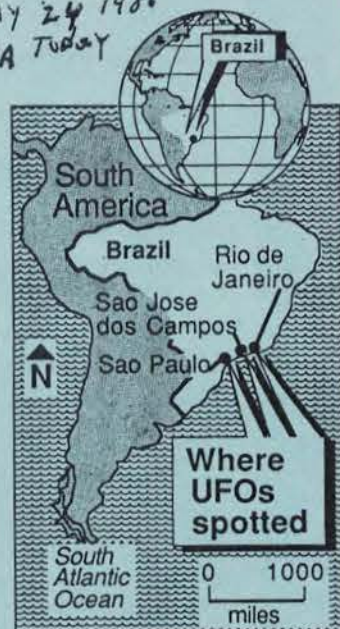 24
TODAY
Brazil
South
America
Brazil
Rio de
Janeiro
Sao Jose
dos Campos
Sao Paulo
N
Where
UFOs
spotted
South
Atlantic
Ocean
0 1000
miles